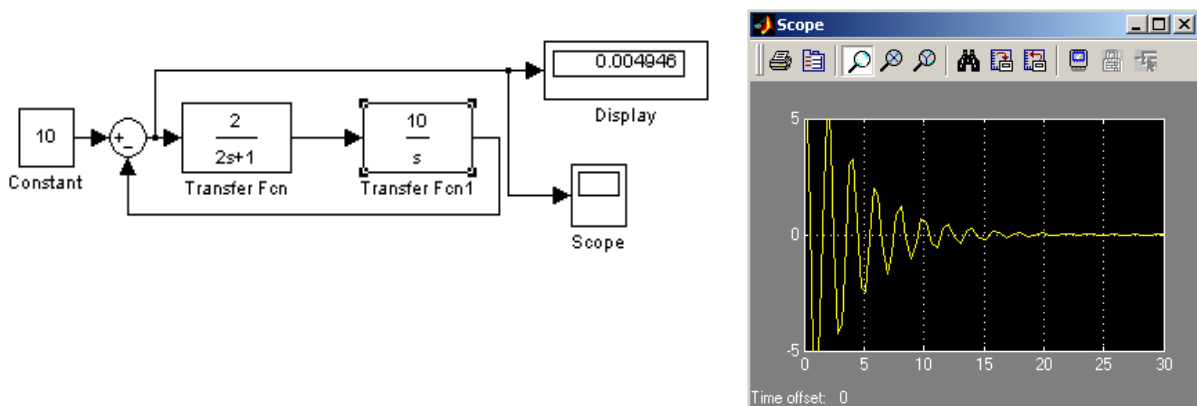 0.004946
Display
10
Constant
+
−
2
2s+1
Transfer Fcn
10
s
Transfer Fcn1
Scope
Scope
5
0
-5
0 5 10 15 20 25 30
Time offset: 0